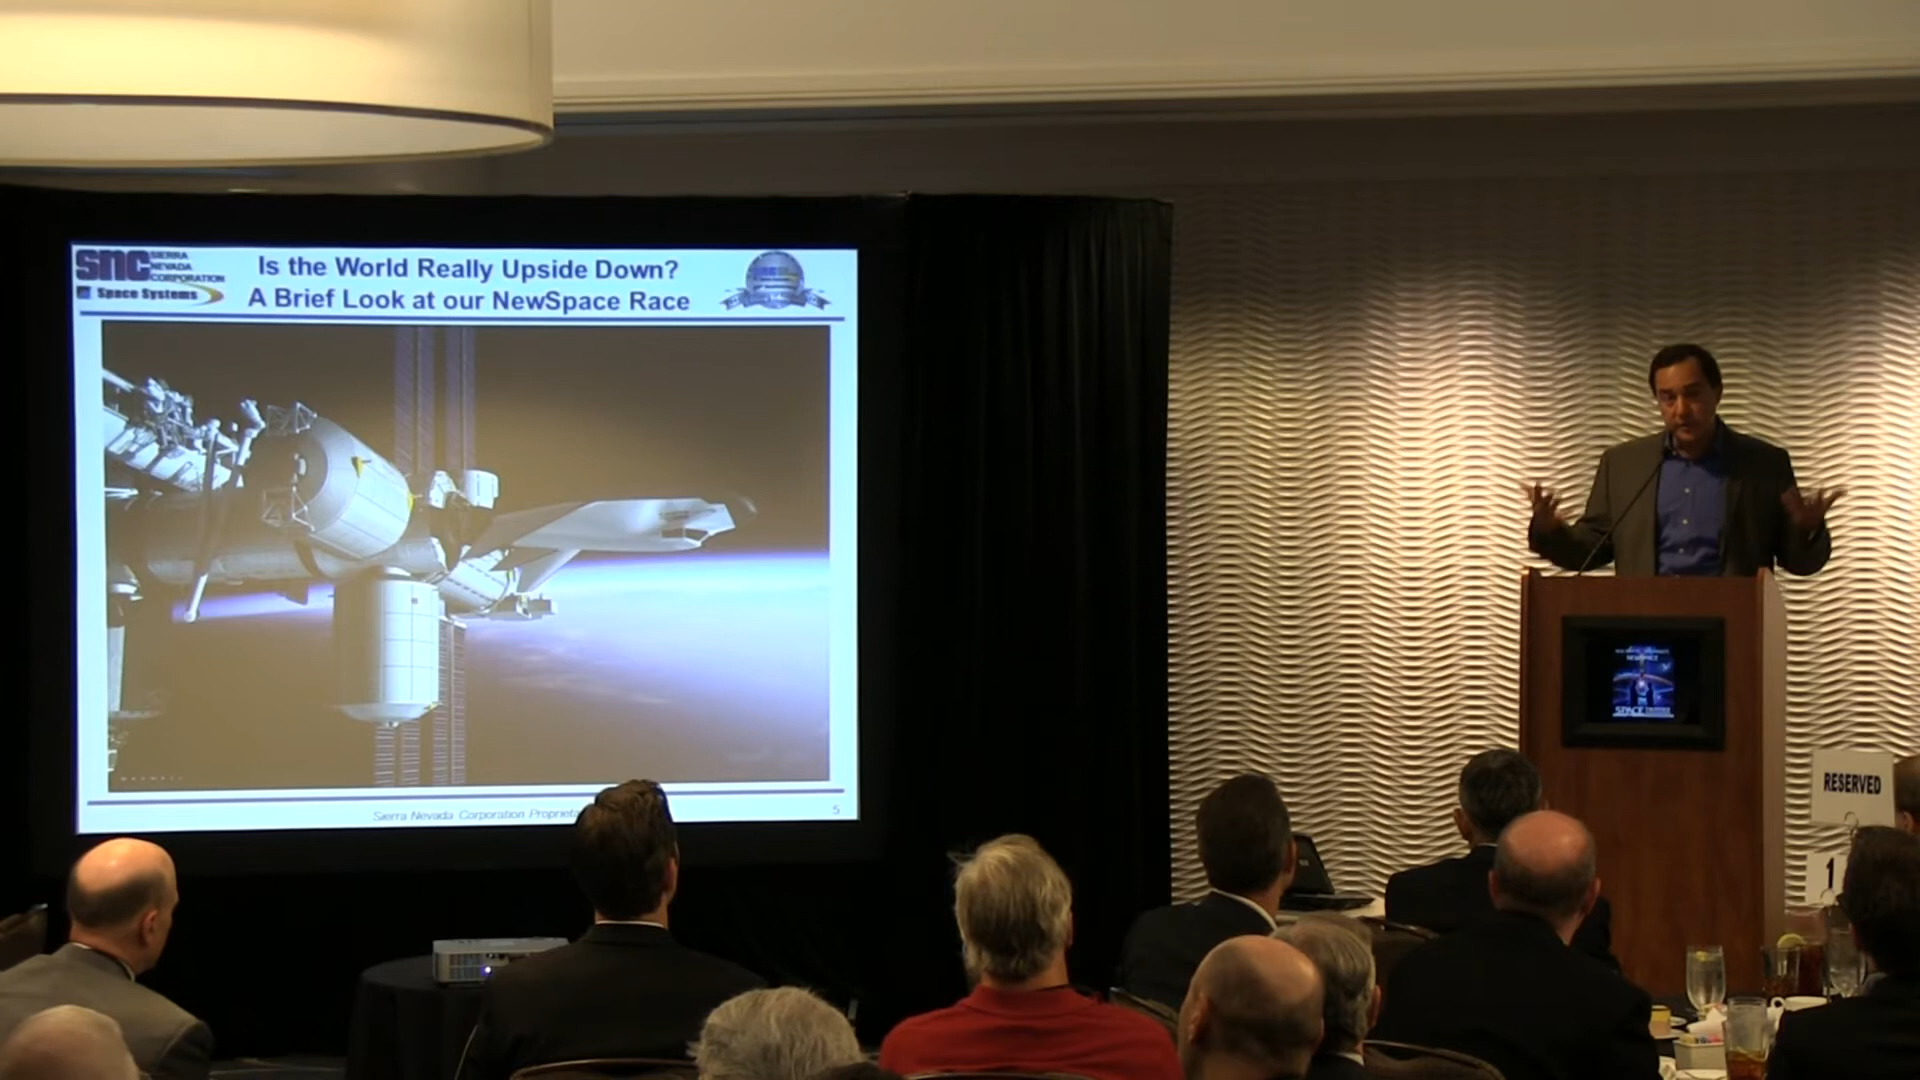 snc SIERRA
NEVADA
CORPORATION
Space Systems
Is the World Really Upside Down?
A Brief Look at our NewSpace Race
Sierra Nevada Corporation
5
SPACE
RESERVED
1